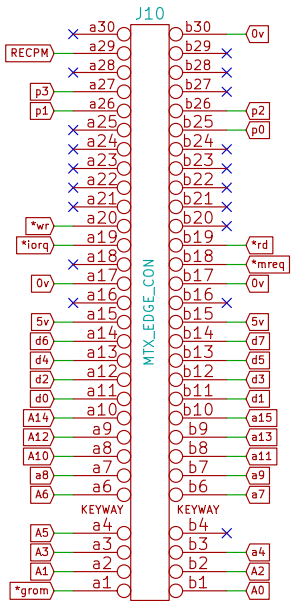 J10
a30 b30 0v
RECPM a29 b29
a28 b28
p3 a27 b27
p1 a26 b26 p2
a25 b25 p0
a24 b24
a23 b23
a22 b22
a21 b21
*wr a20 b20
*iorq a19 b19 *rd
a18 b18 *mreq
0v a17 b17 0v
a16 b16
5v a15 b15 5v
d6 a14 b14 d7
d4 a13 b13 d5
d2 a12 b12 d3
d0 a11 b11 d1
A14 a10 b10 a15
A12 a9 b9 a13
A10 a8 b8 a11
a8 a7 b7 a9
A6 a6 b6 a7
KEYWAY KEYWAY
A5 a4 b4
A3 a3 b3 a4
A1 a2 b2 A2
*grom a1 b1 A0
MTX_EDGE_CON